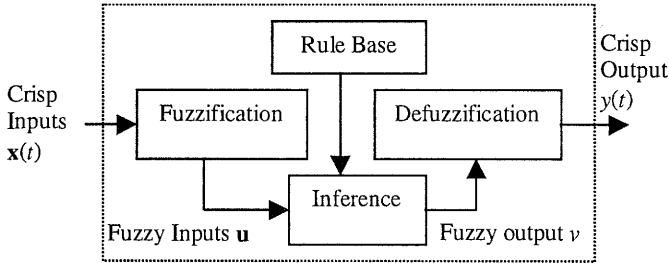 Rule Base
Crisp
Output
y(t)
Crisp
Inputs
x(t)
Fuzzification
Defuzzification
Inference
Fuzzy Inputs u
Fuzzy output v